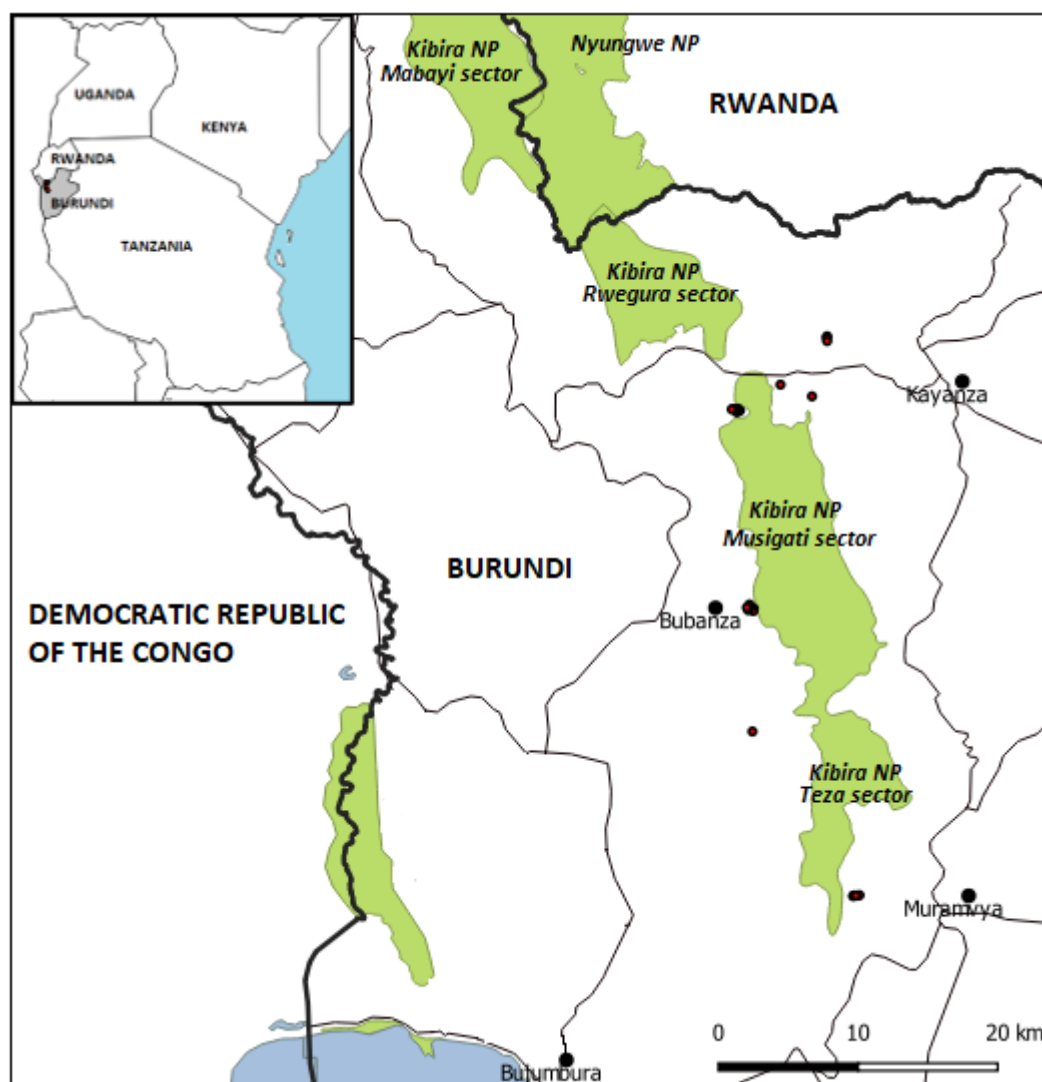 UGANDA
KENYA
RWANDA
BURUNDI
TANZANIA
Kibira NP
Mabayi sector
Nyungwe NP
RWANDA
Kibira NP
Rwegura sector
Kayanza
Kibira NP
Musigati sector
BURUNDI
DEMOCRATIC REPUBLIC
OF THE CONGO
Bubanza
Kibira NP
Teza sector
Muramvya
0 10 20 km
Bujumbura